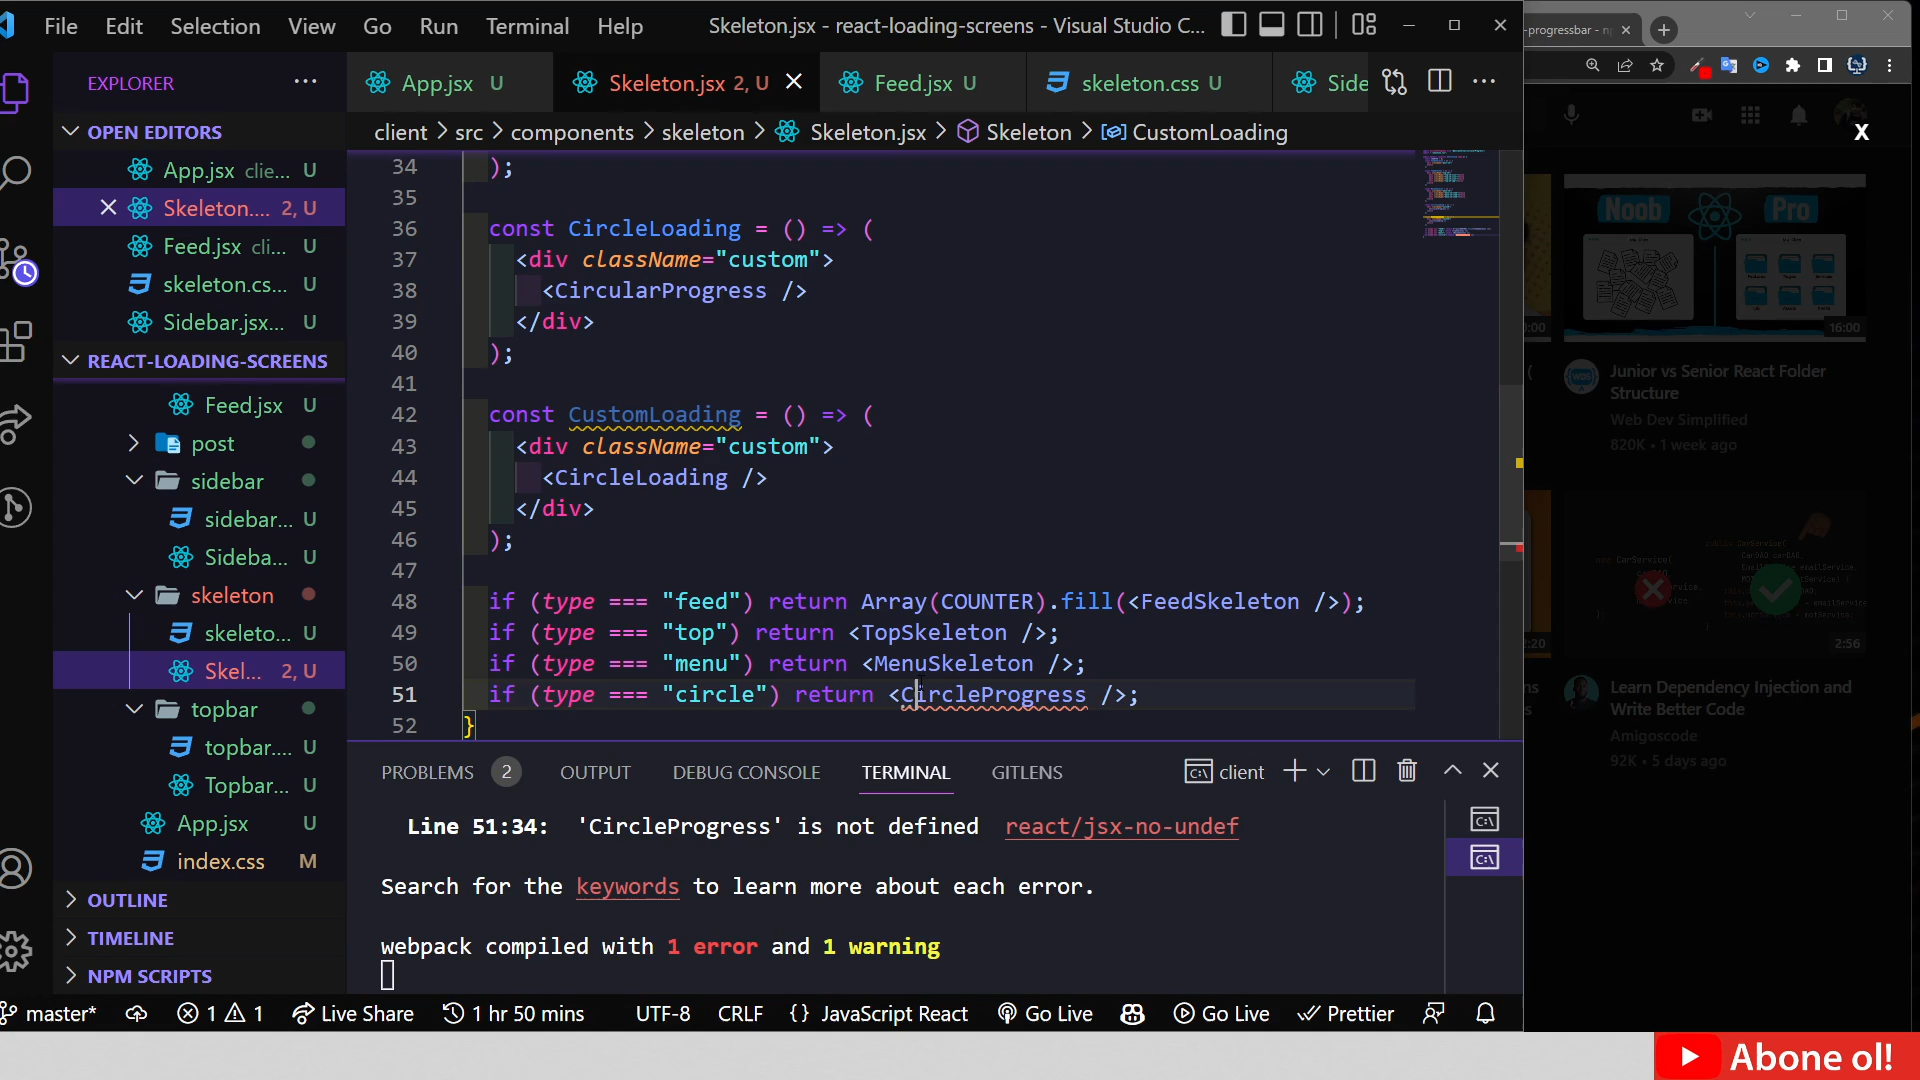 File Edit Selection View Go Run Terminal Help
Skeleton.jsx - react-loading-screens - Visual Studio C...
EXPLORER
OPEN EDITORS
App.jsx clie... U
Skeleton.... 2, U
Feed.jsx cli... U
skeleton.cs... U
Sidebar.jsx... U
REACT-LOADING-SCREENS
Feed.jsx U
post
sidebar
sidebar... U
Sideba... U
skeleton
skeleto... U
Skel... 2, U
topbar
topbar.... U
Topbar... U
App.jsx U
index.css M
OUTLINE
TIMELINE
NPM SCRIPTS
App.jsx U
Skeleton.jsx 2, U
Feed.jsx U
skeleton.css U
Side
client > src > components > skeleton > Skeleton.jsx > Skeleton > CustomLoading
34 );
35
36 const CircleLoading = () => (
37 <div className="custom">
38 <CircularProgress />
39 </div>
40 );
41
42 const CustomLoading = () => (
43 <div className="custom">
44 <CircleLoading />
45 </div>
46 );
47
48 if (type === "feed") return Array(COUNTER).fill(<FeedSkeleton />);
49 if (type === "top") return <TopSkeleton />;
50 if (type === "menu") return <MenuSkeleton />;
51 if (type === "circle") return <CircleProgress />;
52 }
PROBLEMS 2 OUTPUT DEBUG CONSOLE TERMINAL GITLENS
client
Line 51:34: 'CircleProgress' is not defined react/jsx-no-undef
Search for the keywords to learn more about each error.
webpack compiled with 1 error and 1 warning
master* 1 1 Live Share 1 hr 50 mins UTF-8 CRLF {} JavaScript React Go Live Go Live Prettier
-progressbar - n
X
Noob Pro
16:00
Junior vs Senior React Folder
Structure
Web Dev Simplified
820K • 1 week ago
2:56
Learn Dependency Injection and
Write Better Code
Amigoscode
92K • 5 days ago
Abone ol!